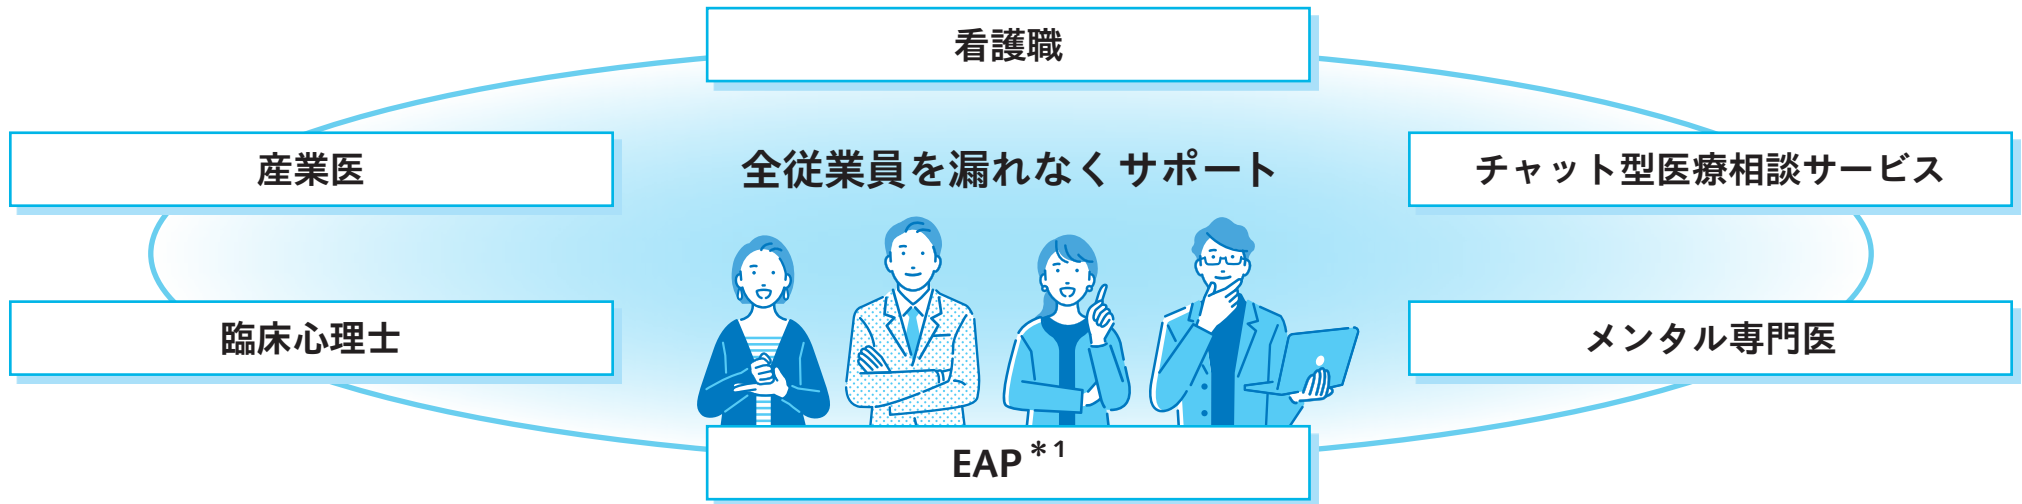 看護職
産業医
全従業員を漏れなくサポート
チャット型医療相談サービス
臨床心理士
メンタル専門医
EAP＊1